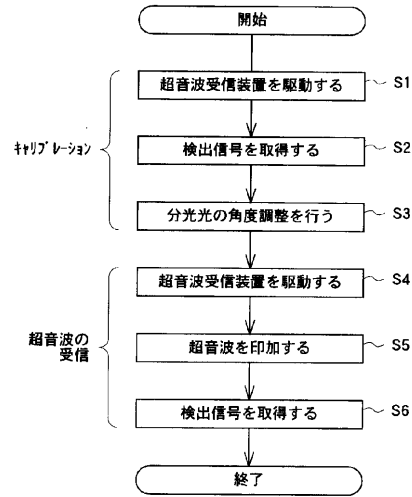 開始
超音波受信装置を駆動する S1
キャリブレーション
検出信号を取得する S2
分光光の角度調整を行う S3
超音波受信装置を駆動する S4
超音波の
受信
超音波を印加する S5
検出信号を取得する S6
終了